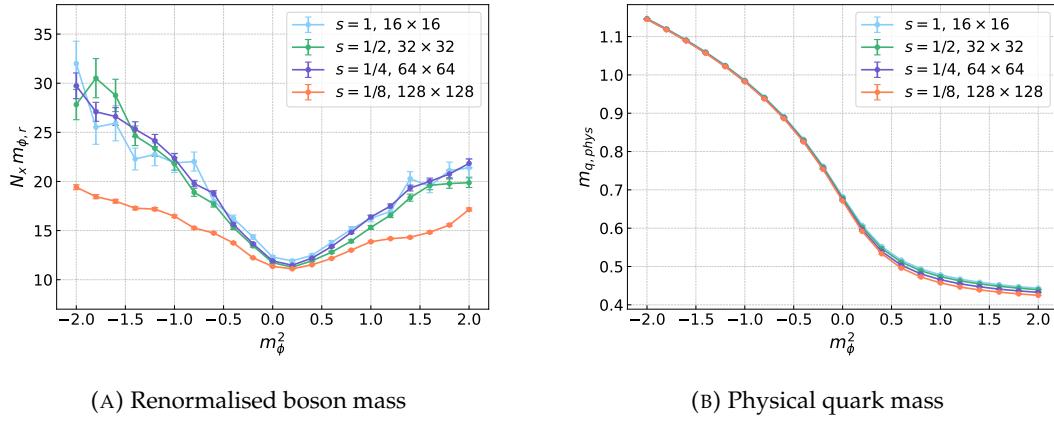 35
30
25
20
15
10
N_x m_{ϕ,r}
s = 1, 16 × 16
s = 1/2, 32 × 32
s = 1/4, 64 × 64
s = 1/8, 128 × 128
−2.0 −1.5 −1.0 −0.5 0.0 0.5 1.0 1.5 2.0
m_ϕ^2
(A) Renormalised boson mass
1.1
1.0
0.9
0.8
0.7
0.6
0.5
0.4
m_{q,phys}
s = 1, 16 × 16
s = 1/2, 32 × 32
s = 1/4, 64 × 64
s = 1/8, 128 × 128
−2.0 −1.5 −1.0 −0.5 0.0 0.5 1.0 1.5 2.0
m_ϕ^2
(B) Physical quark mass